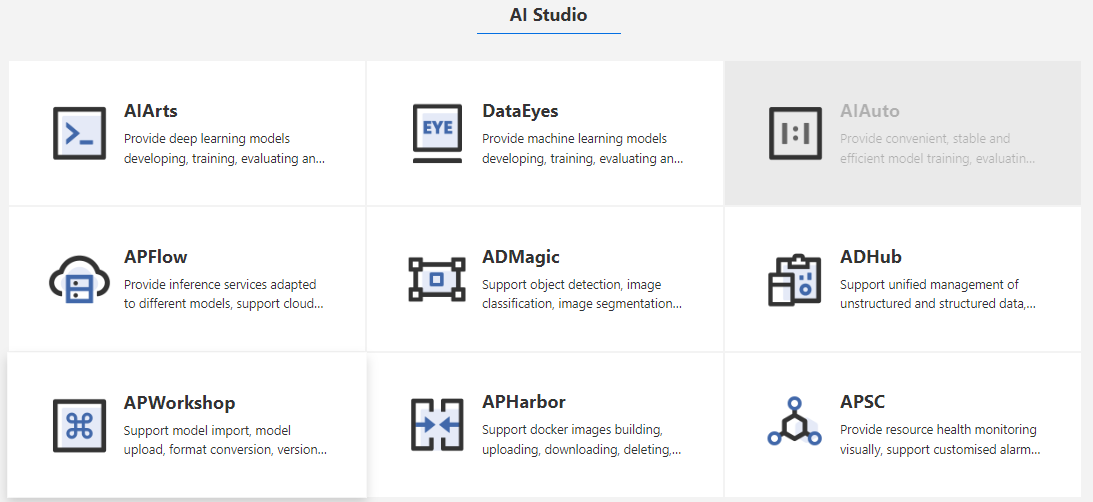 AI Studio
AIArts
Provide deep learning models
developing, training, evaluating an...
DataEyes
EYE
Provide machine learning models
developing, training, evaluating an...
AIAuto
Provide convenient, stable and
efficient model training, evaluatin...
APFlow
Provide inference services adapted
to different models, support cloud...
ADMagic
Support object detection, image
classification, image segmentation...
ADHub
Support unified management of
unstructured and structured data,...
APWorkshop
Support model import, model
upload, format conversion, version...
APHarbor
Support docker images building,
uploading, downloading, deleting,...
APSC
Provide resource health monitoring
visually, support customised alarm...